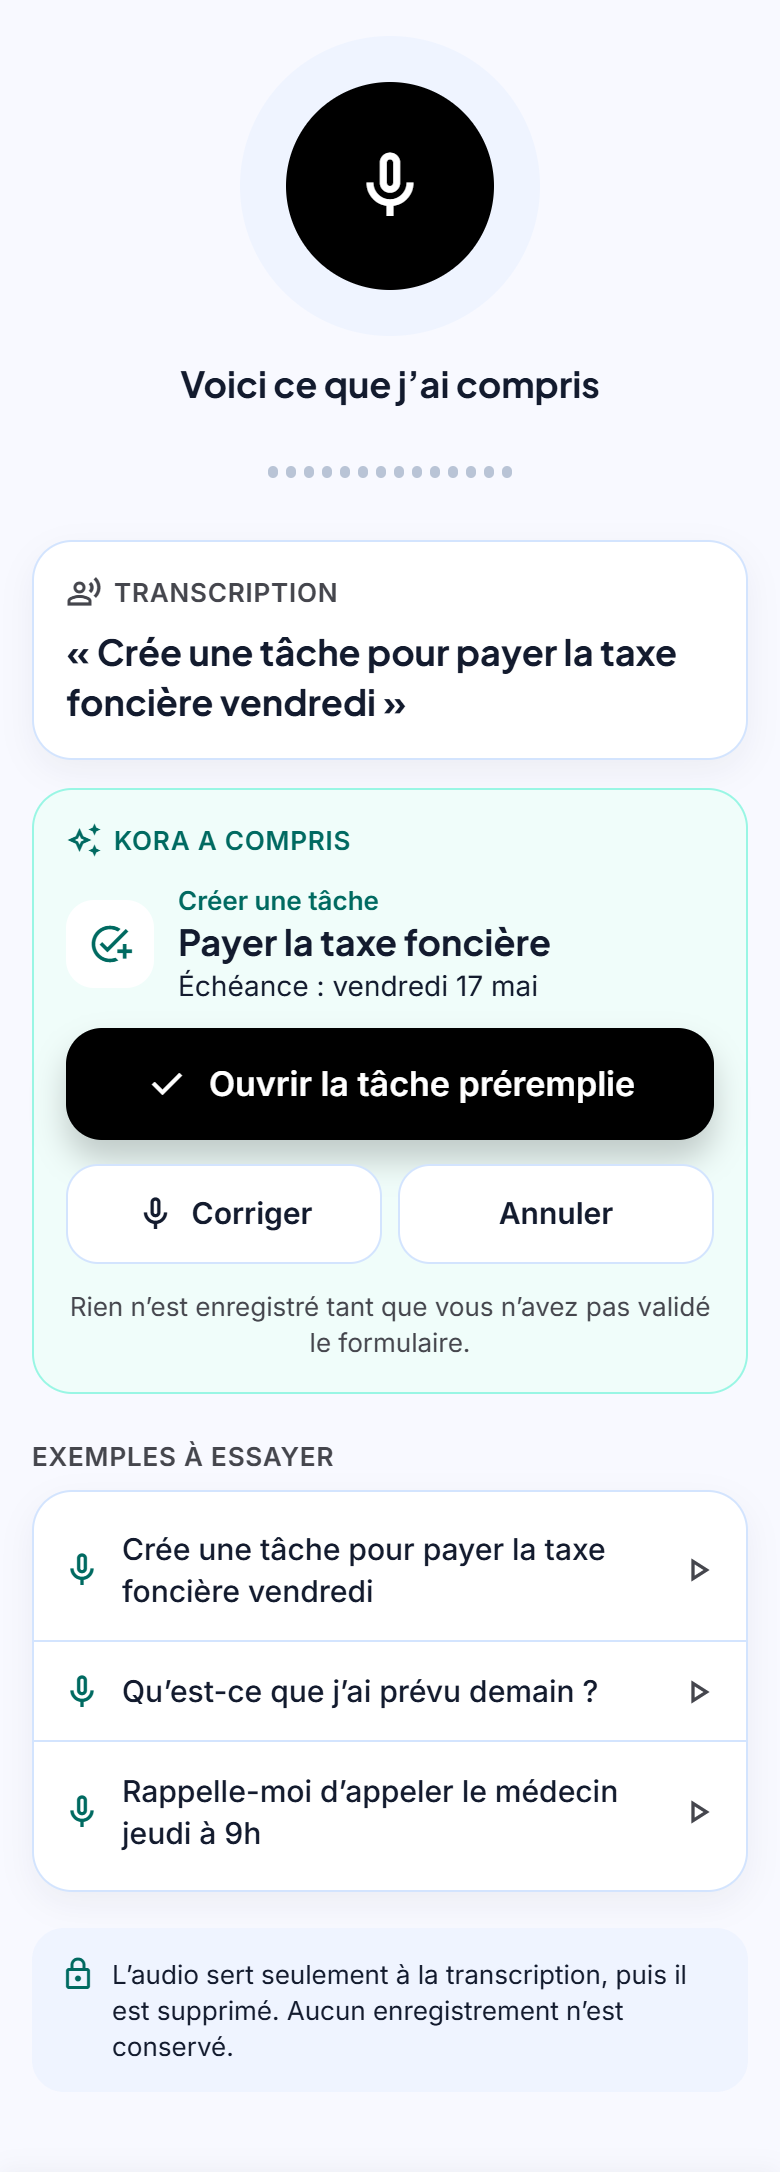 Voici ce que j’ai compris
TRANSCRIPTION
« Crée une tâche pour payer la taxe
foncière vendredi »
KORA A COMPRIS
Créer une tâche
Payer la taxe foncière
Échéance : vendredi 17 mai
Ouvrir la tâche préremplie
Corriger
Annuler
Rien n’est enregistré tant que vous n’avez pas validé
le formulaire.
EXEMPLES À ESSAYER
Crée une tâche pour payer la taxe
foncière vendredi
Qu’est-ce que j’ai prévu demain ?
Rappelle-moi d’appeler le médecin
jeudi à 9h
L’audio sert seulement à la transcription, puis il
est supprimé. Aucun enregistrement n’est
conservé.